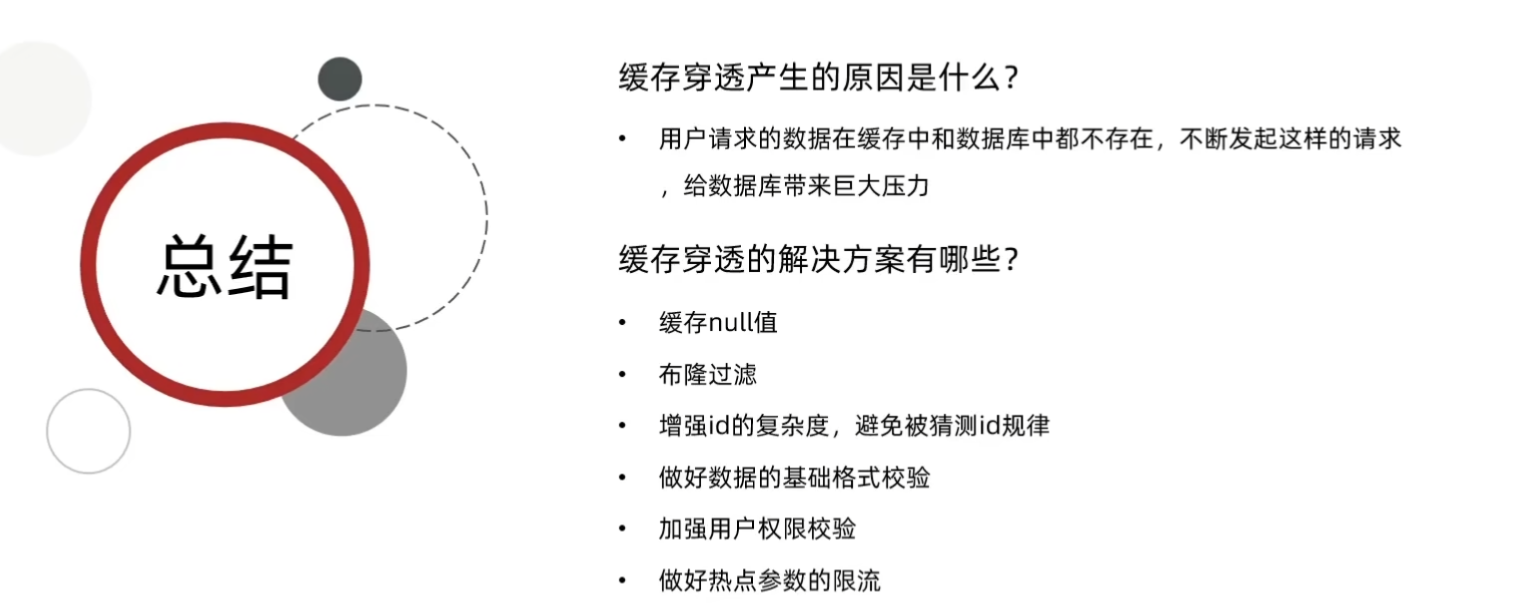 总结
缓存穿透产生的原因是什么？
• 用户请求的数据在缓存中和数据库中都不存在，不断发起这样的请求
，给数据库带来巨大压力
缓存穿透的解决方案有哪些？
• 缓存null值
• 布隆过滤
• 增强id的复杂度，避免被猜测id规律
• 做好数据的基础格式校验
• 加强用户权限校验
• 做好热点参数的限流